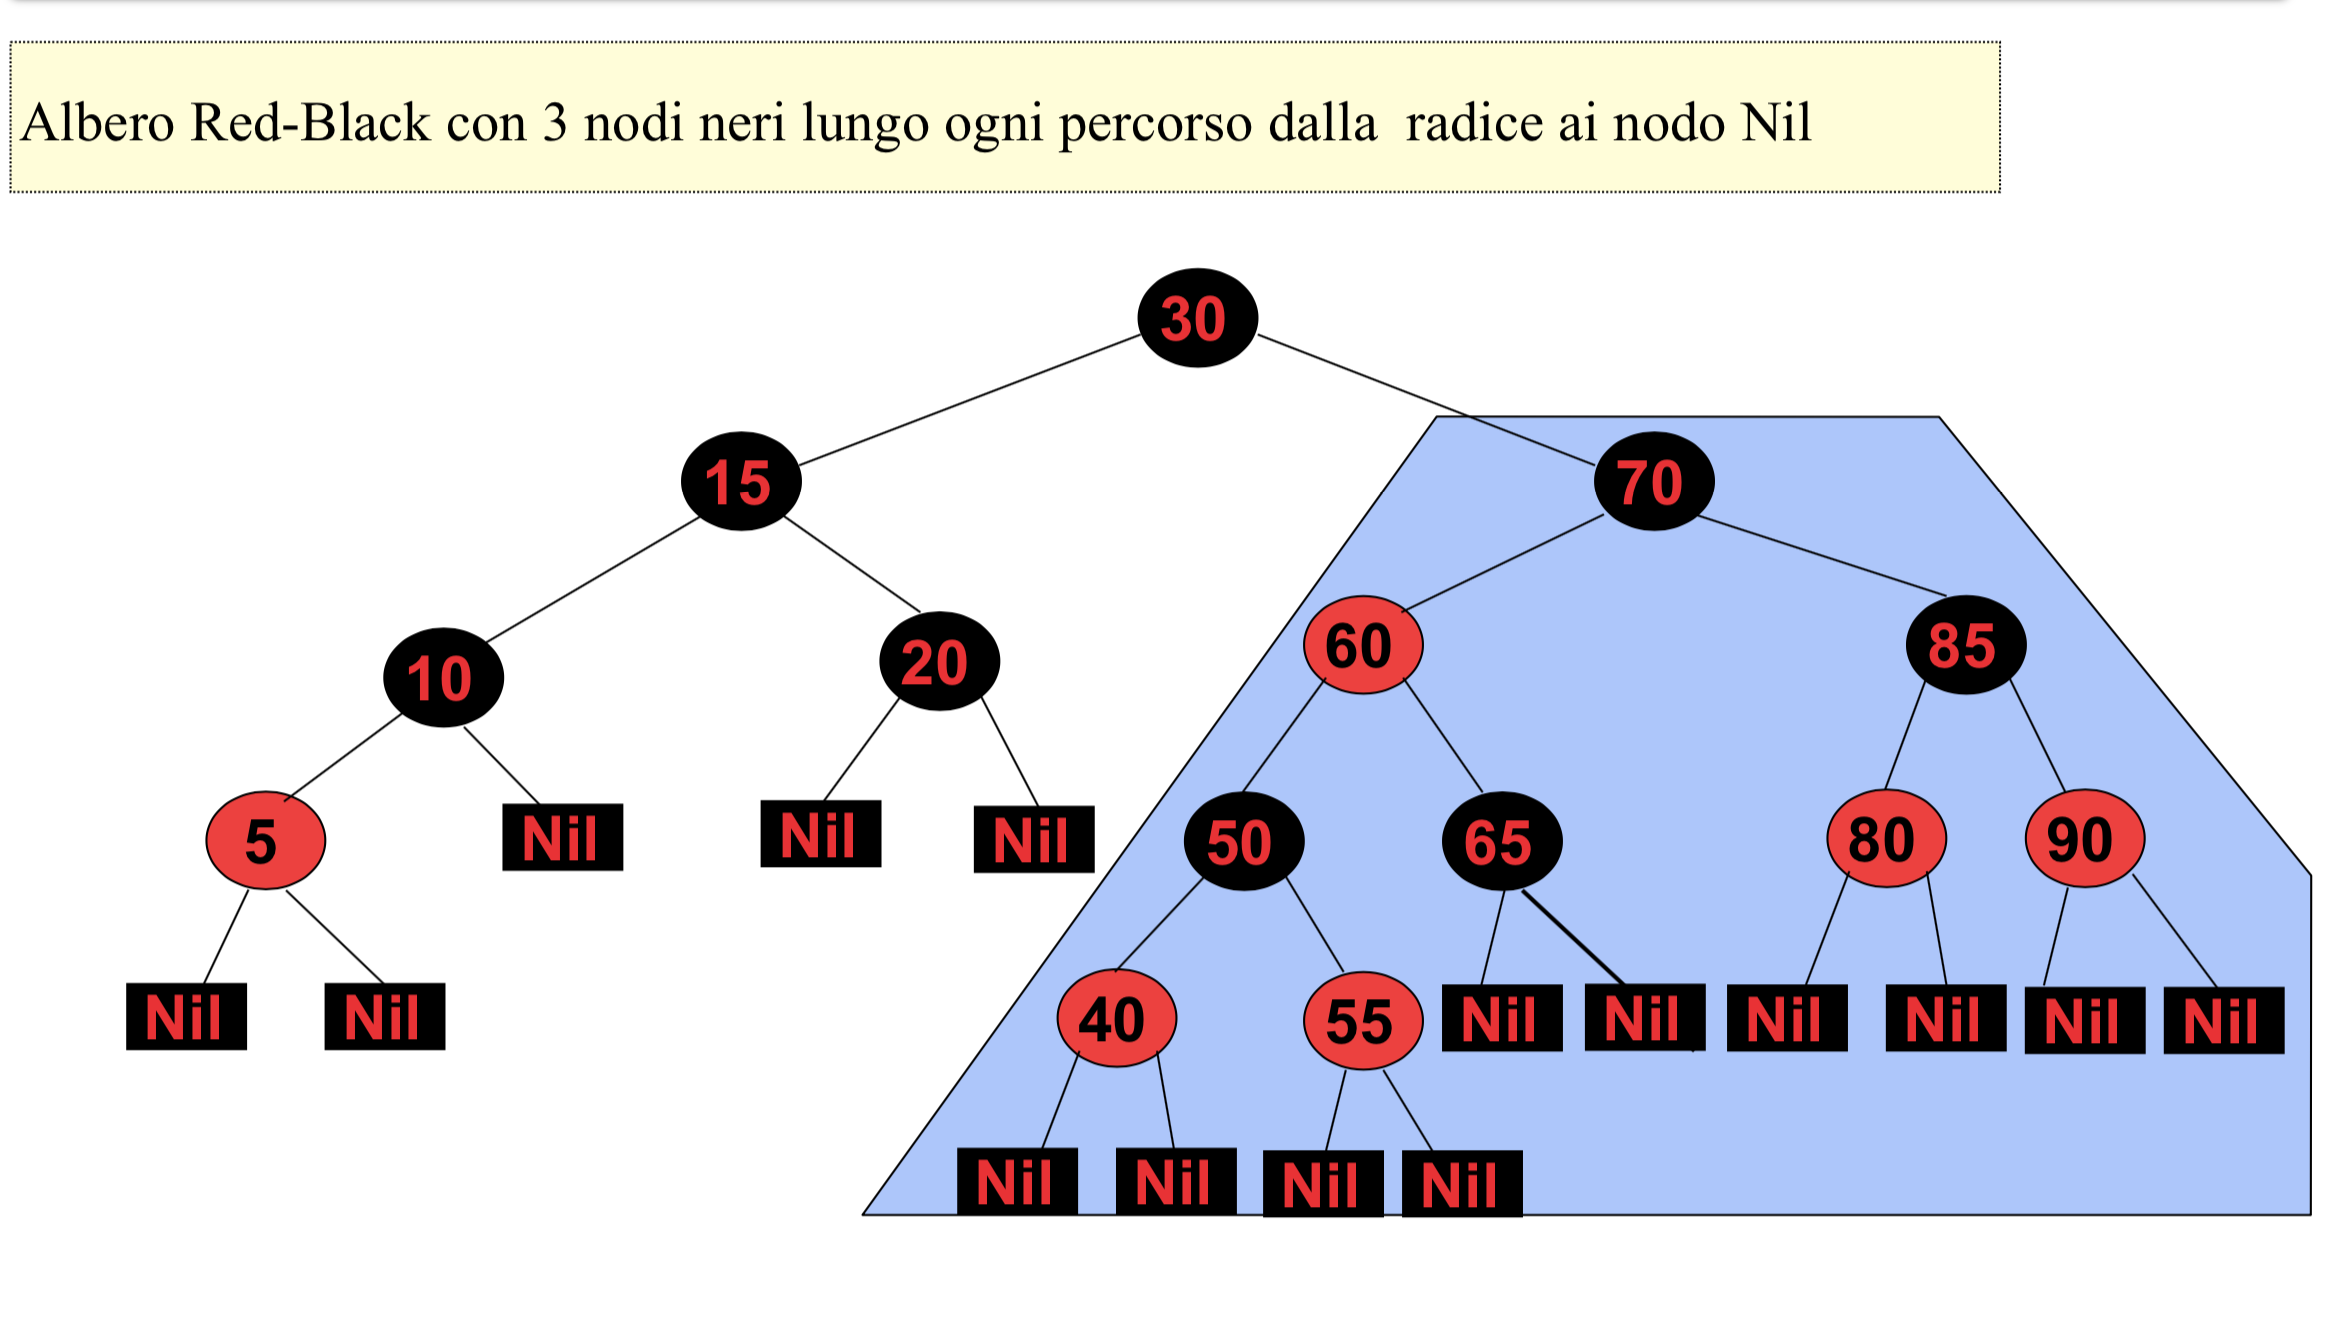 Albero Red-Black con 3 nodi neri lungo ogni percorso dalla radice ai nodo Nil
30
15 70
60 85
10 20
5 Nil Nil Nil 50 65 80 90
Nil Nil 40 55 Nil Nil Nil Nil Nil Nil
Nil Nil Nil Nil